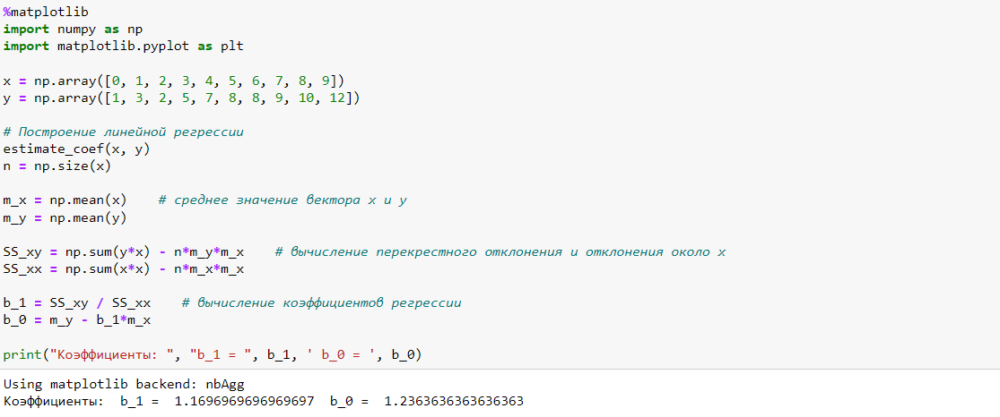 %matplotlib
import numpy as np
import matplotlib.pyplot as plt
x = np.array([0, 1, 2, 3, 4, 5, 6, 7, 8, 9])
y = np.array([1, 3, 2, 5, 7, 8, 8, 9, 10, 12])
# Построение линейной регрессии
estimate_coef(x, y)
n = np.size(x)
m_x = np.mean(x)    # среднее значение вектора x и y
m_y = np.mean(y)
SS_xy = np.sum(y*x) - n*m_y*m_x    # вычисление перекрестного отклонения и отклонения около x
SS_xx = np.sum(x*x) - n*m_x*m_x
b_1 = SS_xy / SS_xx    # вычисление коэффициентов регрессии
b_0 = m_y - b_1*m_x
print("Коэффициенты: ", "b_1 = ", b_1, ' b_0 = ', b_0)
Using matplotlib backend: nbAgg
Коэффициенты:  b_1 =  1.1696969696969697  b_0 =  1.2363636363636363